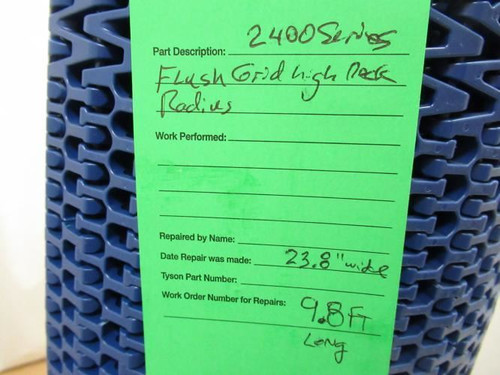 Part Description: 2400 Series
Flush Grid high Deck
Radius
Work Performed:
Repaired by Name:
Date Repair was made: 23.8" wide
Tyson Part Number:
Work Order Number for Repairs: 9.8 FT
Long